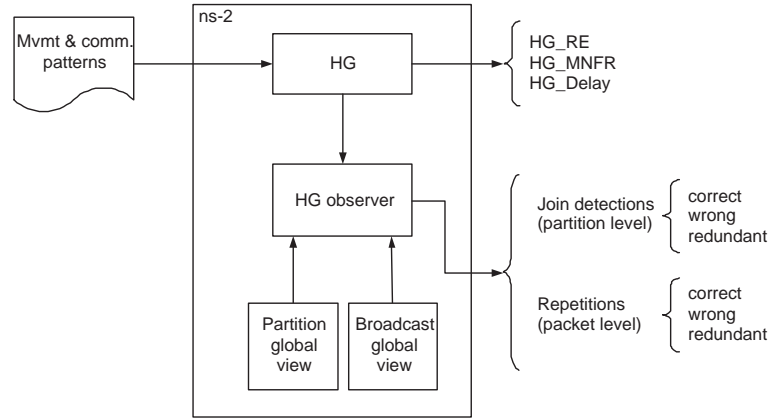 ns-2
Mvmt & comm.
patterns
HG
HG_RE
HG_MNFR
HG_Delay
HG observer
Join detections
(partition level)
correct
wrong
redundant
Repetitions
(packet level)
correct
wrong
redundant
Partition
global
view
Broadcast
global
view